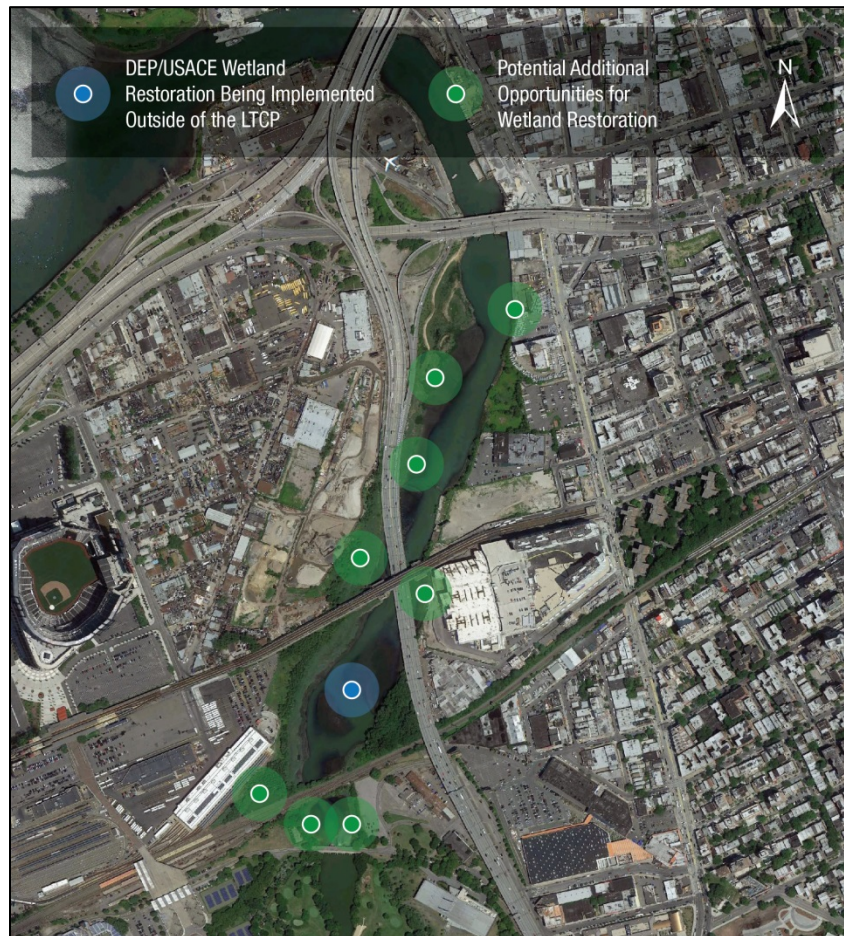 DEP/USACE Wetland
Restoration Being Implemented
Outside of the LTCP
Potential Additional
Opportunities for
Wetland Restoration
N